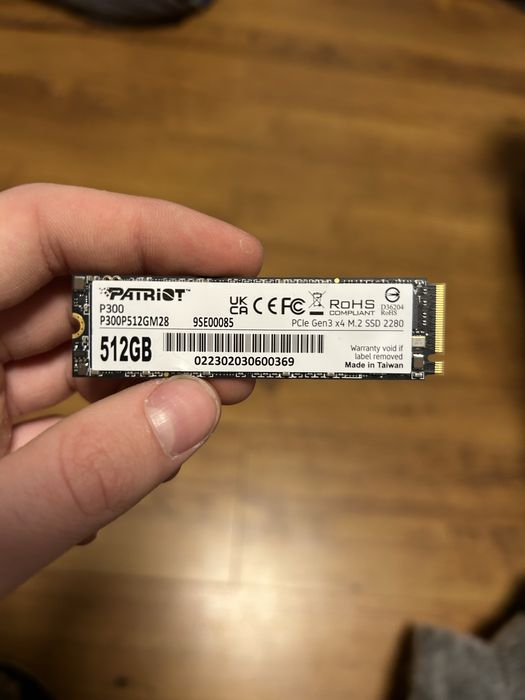 PATRIOT
P300
P300P512GM28 9SE00085
512GB
022302030600369
UK
CA
CE FC
RoHS
COMPLIANT
D36204
RoHS
PCIe Gen3 x4 M.2 SSD 2280
Warranty void if
label removed
Made in Taiwan